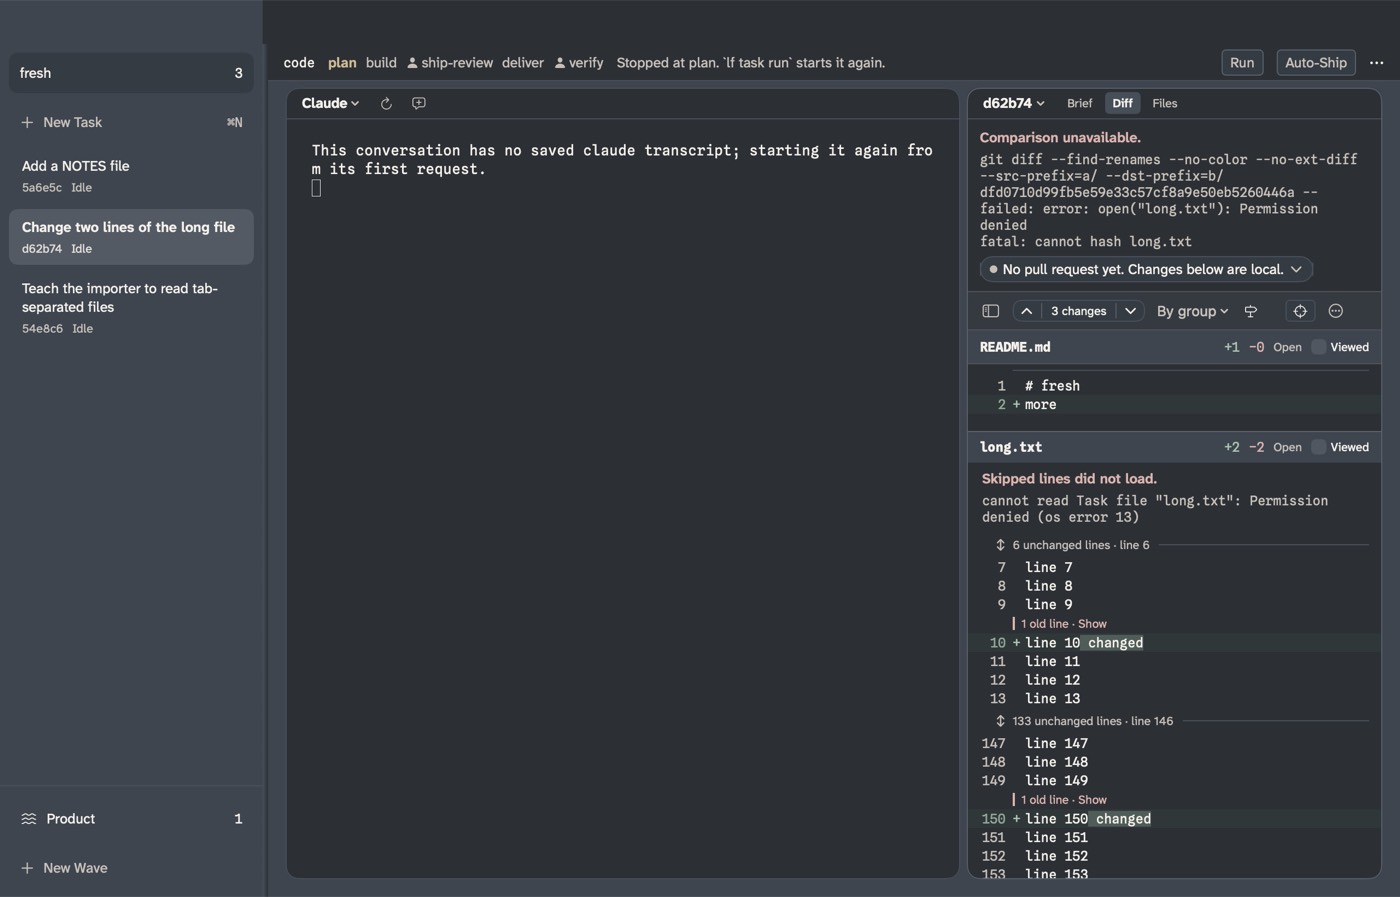 fresh 3
New Task ⌘N
Add a NOTES file
5a6e5c Idle
Change two lines of the long file
d62b74 Idle
Teach the importer to read tab-
separated files
54e8c6 Idle
Product 1
New Wave
code plan build ship-review deliver verify Stopped at plan. `lf task run` starts it again.
Run Auto-Ship
Claude
This conversation has no saved claude transcript; starting it again fro
m its first request.
d62b74 Brief Diff Files
Comparison unavailable.
git diff --find-renames --no-color --no-ext-diff
--src-prefix=a/ --dst-prefix=b/
dfd0710d99fb5e59e33c57cf8a9e50eb5260446a --
failed: error: open("long.txt"): Permission
denied
fatal: cannot hash long.txt
No pull request yet. Changes below are local.
3 changes By group
README.md +1 −0 Open Viewed
1 # fresh
2 + more
long.txt +2 −2 Open Viewed
Skipped lines did not load.
cannot read Task file "long.txt": Permission
denied (os error 13)
6 unchanged lines · line 6
7 line 7
8 line 8
9 line 9
1 old line · Show
10 + line 10 changed
11 line 11
12 line 12
13 line 13
133 unchanged lines · line 146
147 line 147
148 line 148
149 line 149
1 old line · Show
150 + line 150 changed
151 line 151
152 line 152
153 line 153